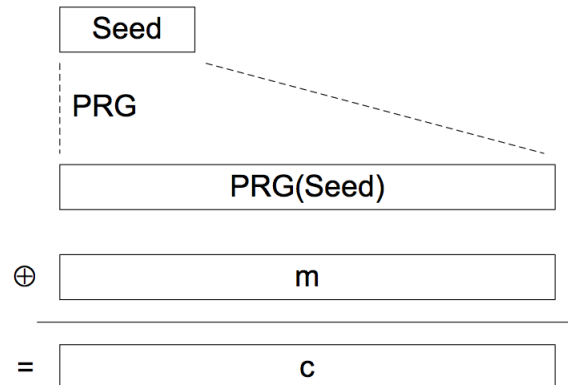 Seed
PRG
PRG(Seed)
⊕ m
= c